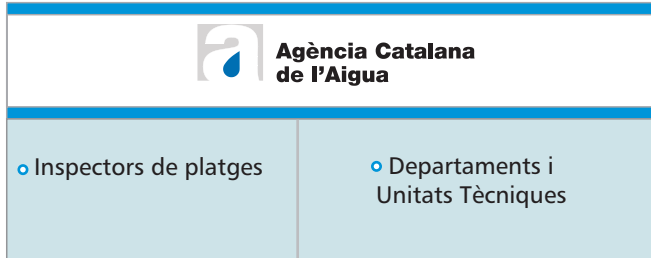 Agència Catalana
de l'Aigua
Inspectors de platges
Departaments i
Unitats Tècniques